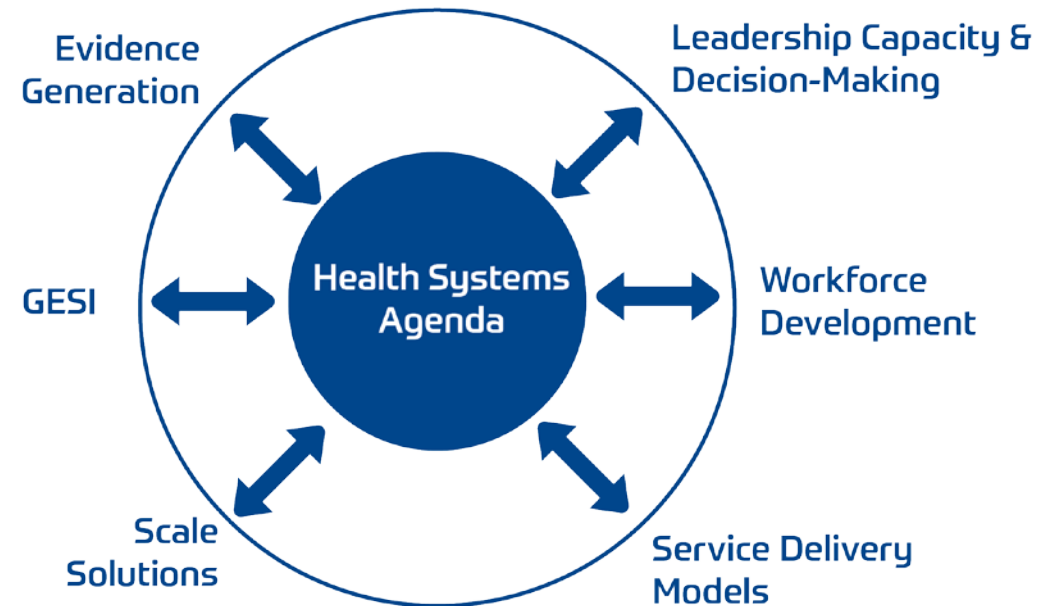 Evidence
Generation
Leadership Capacity &
Decision-Making
Health Systems
Agenda
GESI
Workforce
Development
Scale
Solutions
Service Delivery
Models